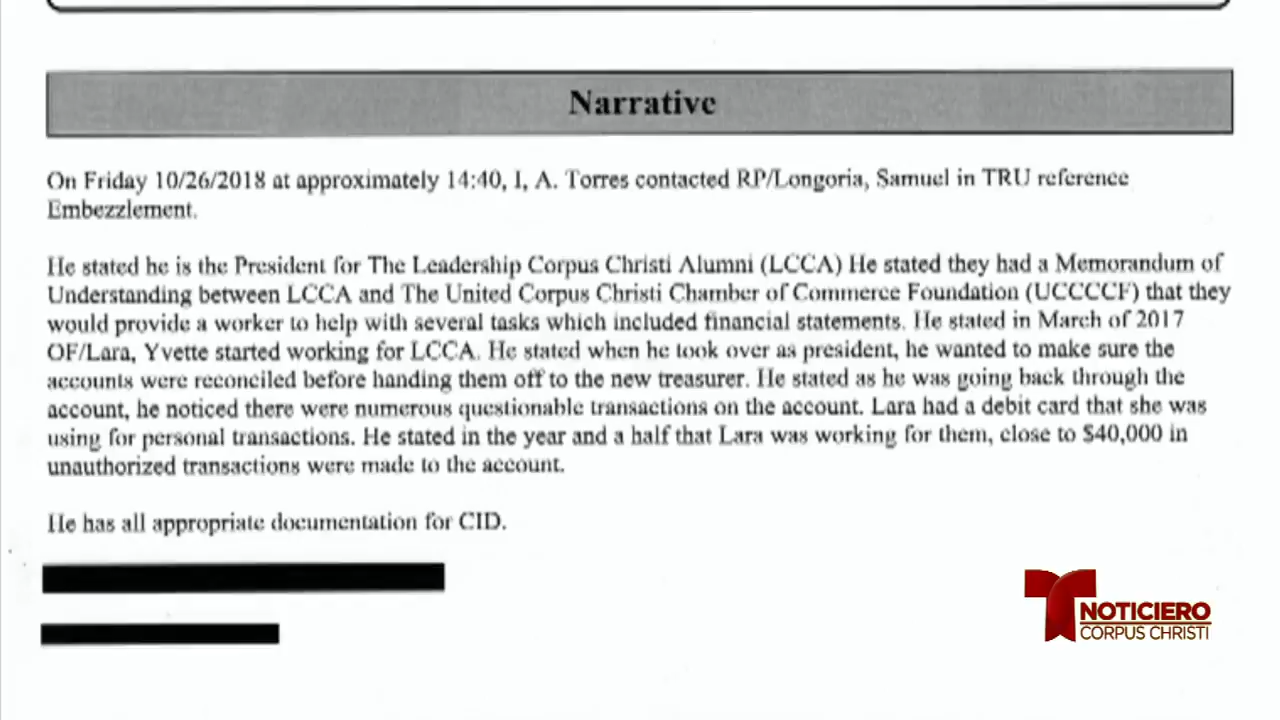 Narrative
On Friday 10/26/2018 at approximately 14:40, I, A. Torres contacted RP/Longoria, Samuel in TRU reference
Embezzlement.
He stated he is the President for The Leadership Corpus Christi Alumni (LCCA) He stated they had a Memorandum of
Understanding between LCCA and The United Corpus Christi Chamber of Commerce Foundation (UCCCCF) that they
would provide a worker to help with several tasks which included financial statements. He stated in March of 2017
OF/Lara, Yvette started working for LCCA. He stated when he took over as president, he wanted to make sure the
accounts were reconciled before handing them off to the new treasurer. He stated as he was going back through the
account, he noticed there were numerous questionable transactions on the account. Lara had a debit card that she was
using for personal transactions. He stated in the year and a half that Lara was working for them, close to $40,000 in
unauthorized transactions were made to the account.
He has all appropriate documentation for CID.
NOTICIERO
CORPUS CHRISTI